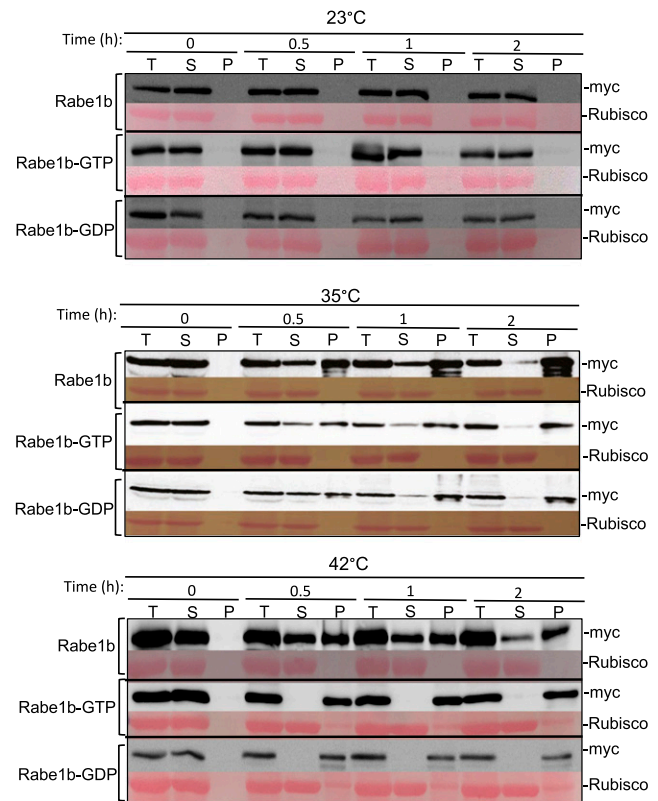 23°C
Time (h): 0 0.5 1 2
T S P T S P T S P T S P
Rabe1b
-myc
-Rubisco
Rabe1b-GTP
-myc
-Rubisco
Rabe1b-GDP
-myc
-Rubisco
35°C
Time (h): 0 0.5 1 2
T S P T S P T S P T S P
Rabe1b
-myc
-Rubisco
Rabe1b-GTP
-myc
-Rubisco
Rabe1b-GDP
-myc
-Rubisco
42°C
Time (h): 0 0.5 1 2
T S P T S P T S P T S P
Rabe1b
-myc
-Rubisco
Rabe1b-GTP
-myc
-Rubisco
Rabe1b-GDP
-myc
-Rubisco